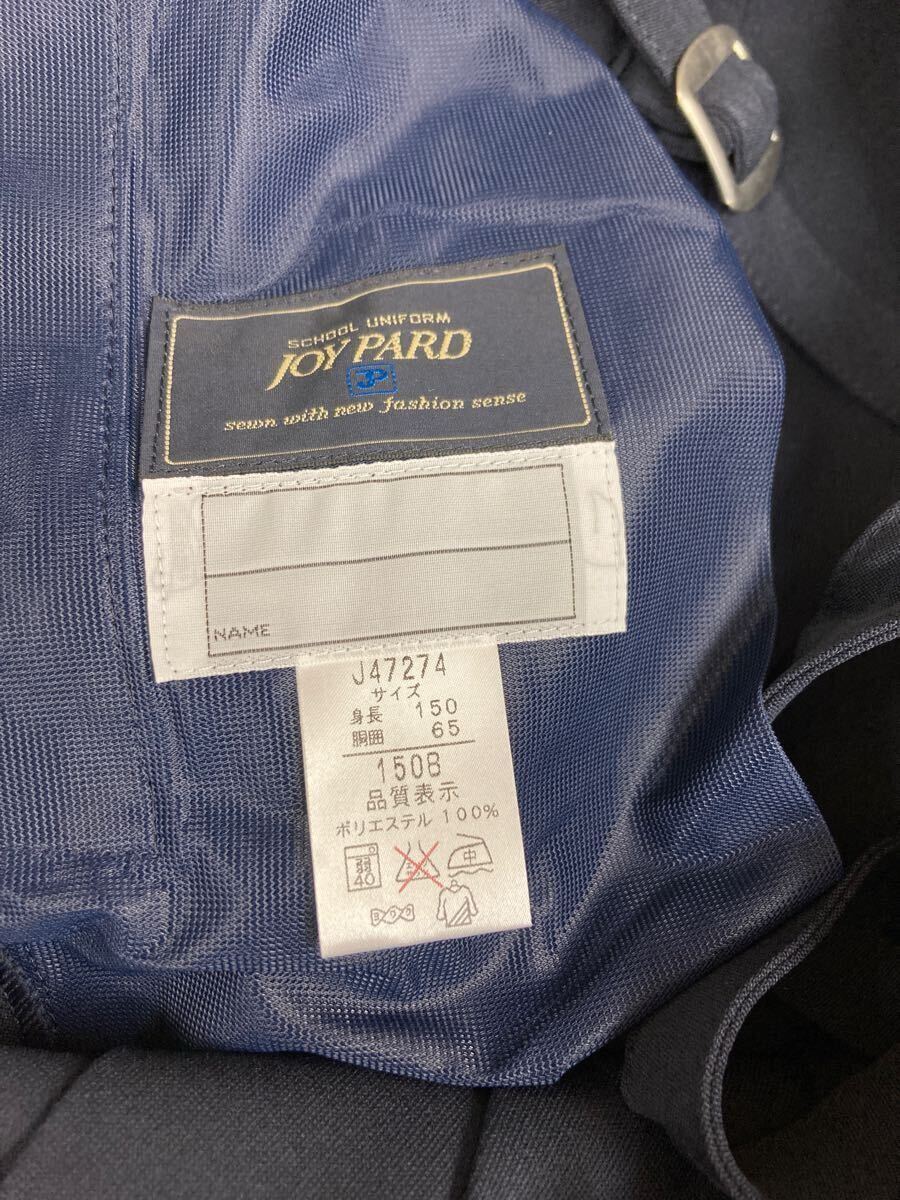 SCHOOL UNIFORM
JOY PARD
JP
sewn with new fashion sense
NAME
J47274
サイズ
身長 150
胴囲 65
150B
品質表示
ポリエステル 100%
弱
40
中